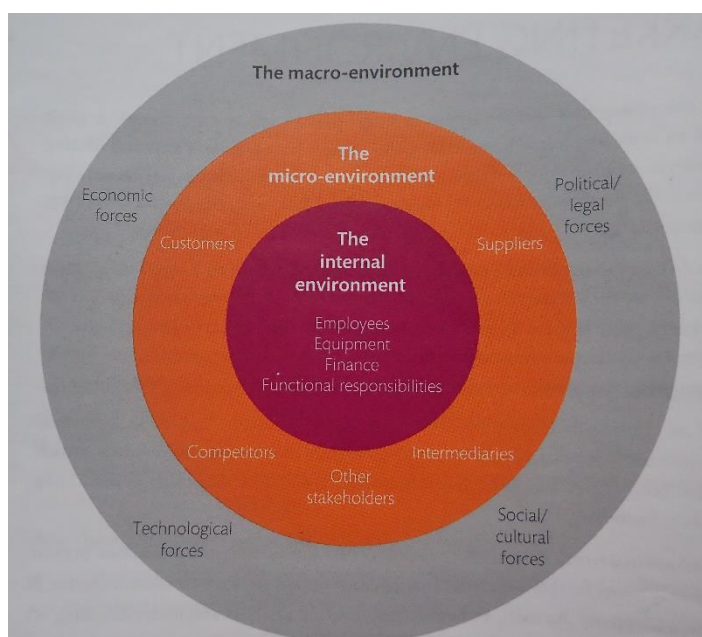 The macro-environment
The
micro-environment
Economic
forces
Political/
legal
forces
Customers
Suppliers
The
internal
environment
Employees
Equipment
Finance
Functional responsibilities
Competitors
Intermediaries
Other
stakeholders
Technological
forces
Social/
cultural
forces